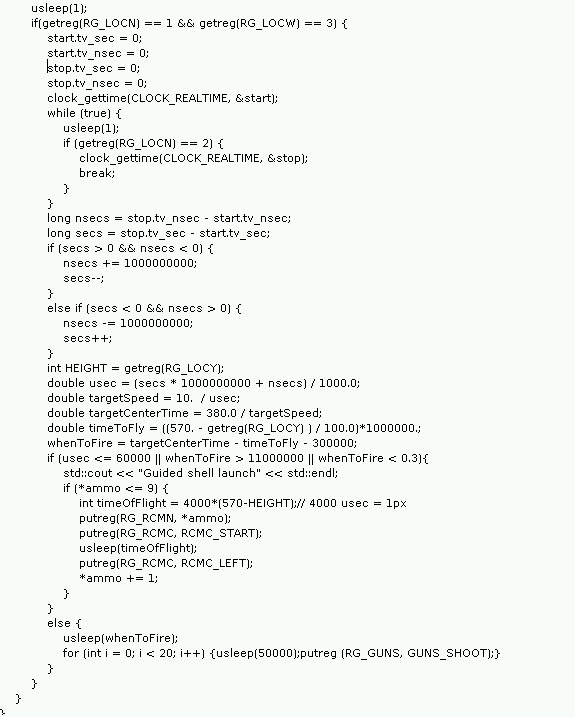 usleep(1);
if(getreg(RG_LOCN) == 1 && getreg(RG_LOCW) == 3) {
start.tv_sec = 0;
start.tv_nsec = 0;
stop.tv_sec = 0;
stop.tv_nsec = 0;
clock_gettime(CLOCK_REALTIME, &start);
while (true) {
usleep(1);
if (getreg(RG_LOCN) == 2) {
clock_gettime(CLOCK_REALTIME, &stop);
break;
}
}
long nsecs = stop.tv_nsec - start.tv_nsec;
long secs = stop.tv_sec - start.tv_sec;
if (secs > 0 && nsecs < 0) {
nsecs += 1000000000;
secs--;
}
else if (secs < 0 && nsecs > 0) {
nsecs -= 1000000000;
secs++;
}
int HEIGHT = getreg(RG_LOCY);
double usec = (secs * 1000000000 + nsecs) / 1000.0;
double targetSpeed = 10.  / usec;
double targetCenterTime = 380.0 / targetSpeed;
double timeToFly = ((570. - getreg(RG_LOCY) ) / 100.0)*1000000.;
whenToFire = targetCenterTime - timeToFly - 300000;
if (usec <= 60000 || whenToFire > 11000000 || whenToFire < 0.3){
std::cout << "Guided shell launch" << std::endl;
if (*ammo <= 9) {
int timeOfFlight = 4000*(570-HEIGHT);// 4000 usec = 1px
putreg(RG_RCMN, *ammo);
putreg(RG_RCMC, RCMC_START);
usleep(timeOfFlight);
putreg(RG_RCMC, RCMC_LEFT);
*ammo += 1;
}
}
else {
usleep(whenToFire);
for (int i = 0; i < 20; i++) {usleep(50000);putreg (RG_GUNS, GUNS_SHOOT);}
}
}
}
}